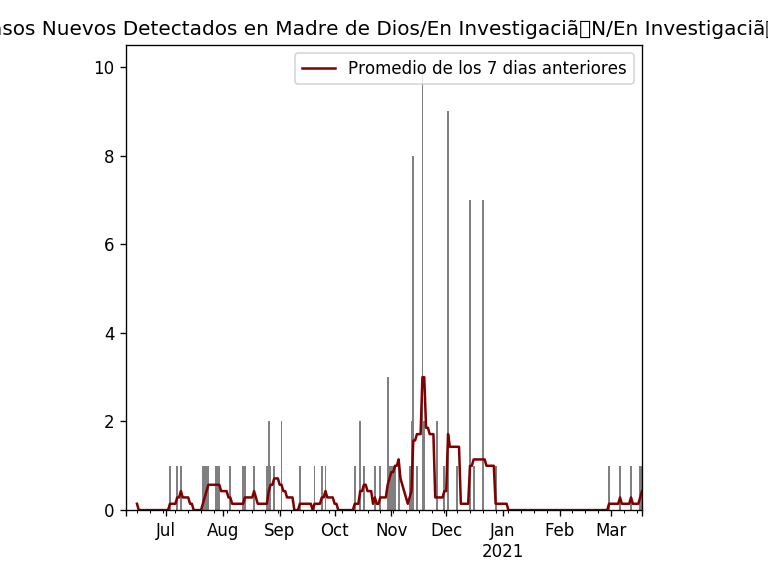 sos Nuevos Detectados en Madre de Dios/En Investigaciã▯N/En Investigaciã
Promedio de los 7 dias anteriores
10
8
6
4
2
0
Jul Aug Sep Oct Nov Dec Jan Feb Mar
2021